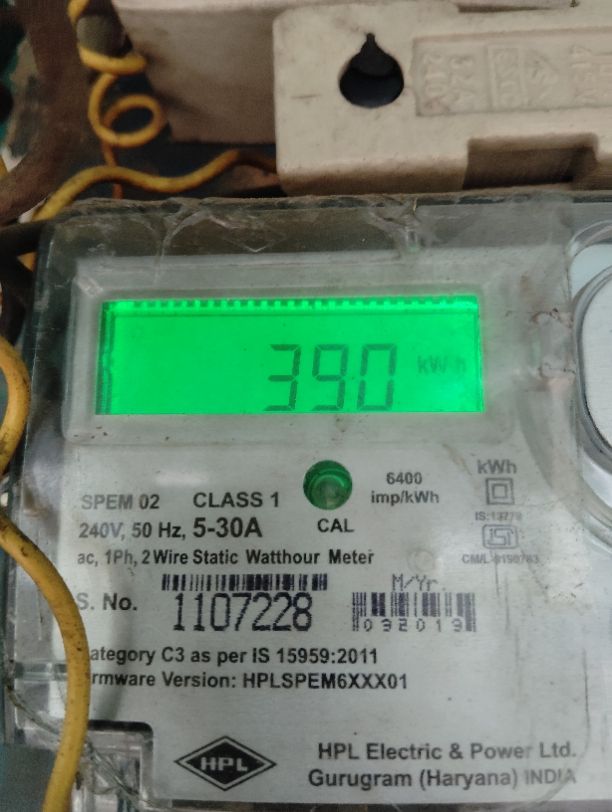 390 kWh
6400
imp/kWh
kWh
SPEM 02 CLASS 1
240V, 50 Hz, 5-30A
CAL
IS:13779
ac, 1Ph, 2 Wire Static Watthour Meter
M/Yr.
S. No. 1107228
092019
ategory C3 as per IS 15959:2011
rmware Version: HPLSPEM6XXX01
HPL
HPL Electric & Power Ltd.
Gurugram (Haryana) INDIA